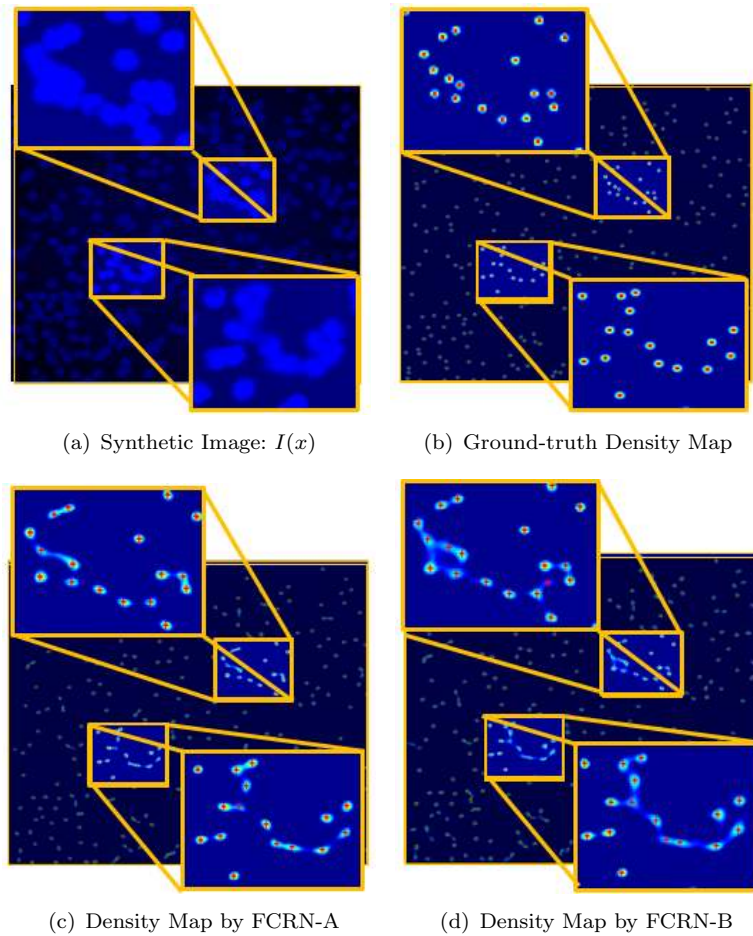 (a) Synthetic Image: I(x)
(b) Ground-truth Density Map
(c) Density Map by FCRN-A
(d) Density Map by FCRN-B